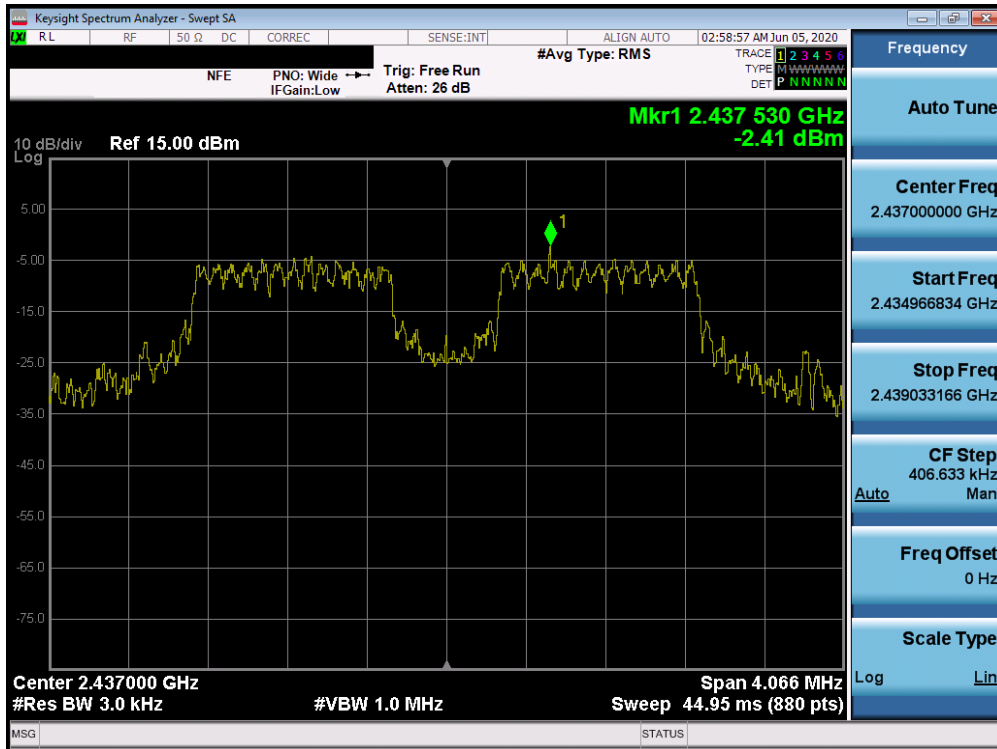 Keysight Spectrum Analyzer - Swept SA
LXI RL RF 50 Ω DC CORREC SENSE:INT ALIGN AUTO 02:58:57 AM Jun 05, 2020
NFE PNO: Wide Trig: Free Run #Avg Type: RMS TRACE 1 2 3 4 5 6
IFGain:Low Atten: 26 dB TYPE M W W W W W
DET P N N N N N
Mkr1 2.437 530 GHz
-2.41 dBm
10 dB/div Ref 15.00 dBm
Log
1
5.00
-5.00
-15.0
-25.0
-35.0
-45.0
-55.0
-65.0
-75.0
Center 2.437000 GHz Span 4.066 MHz
#Res BW 3.0 kHz #VBW 1.0 MHz Sweep 44.95 ms (880 pts)
MSG STATUS
Frequency
Auto Tune
Center Freq
2.437000000 GHz
Start Freq
2.434966834 GHz
Stop Freq
2.439033166 GHz
CF Step
406.633 kHz
Auto Man
Freq Offset
0 Hz
Scale Type
Log Lin